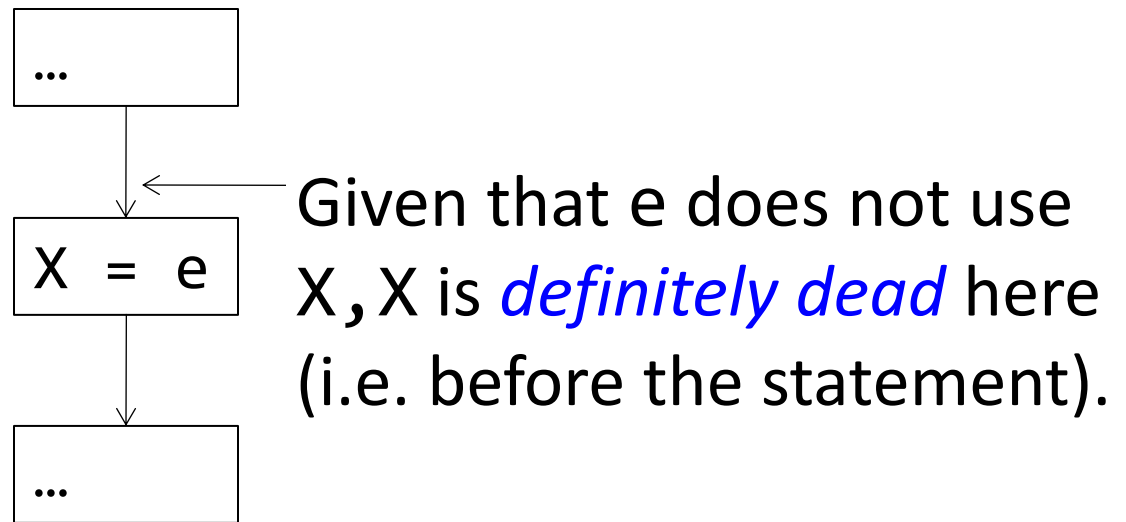 …
Given that e does not use
X = e
X,X is definitely dead here
(i.e. before the statement).
…